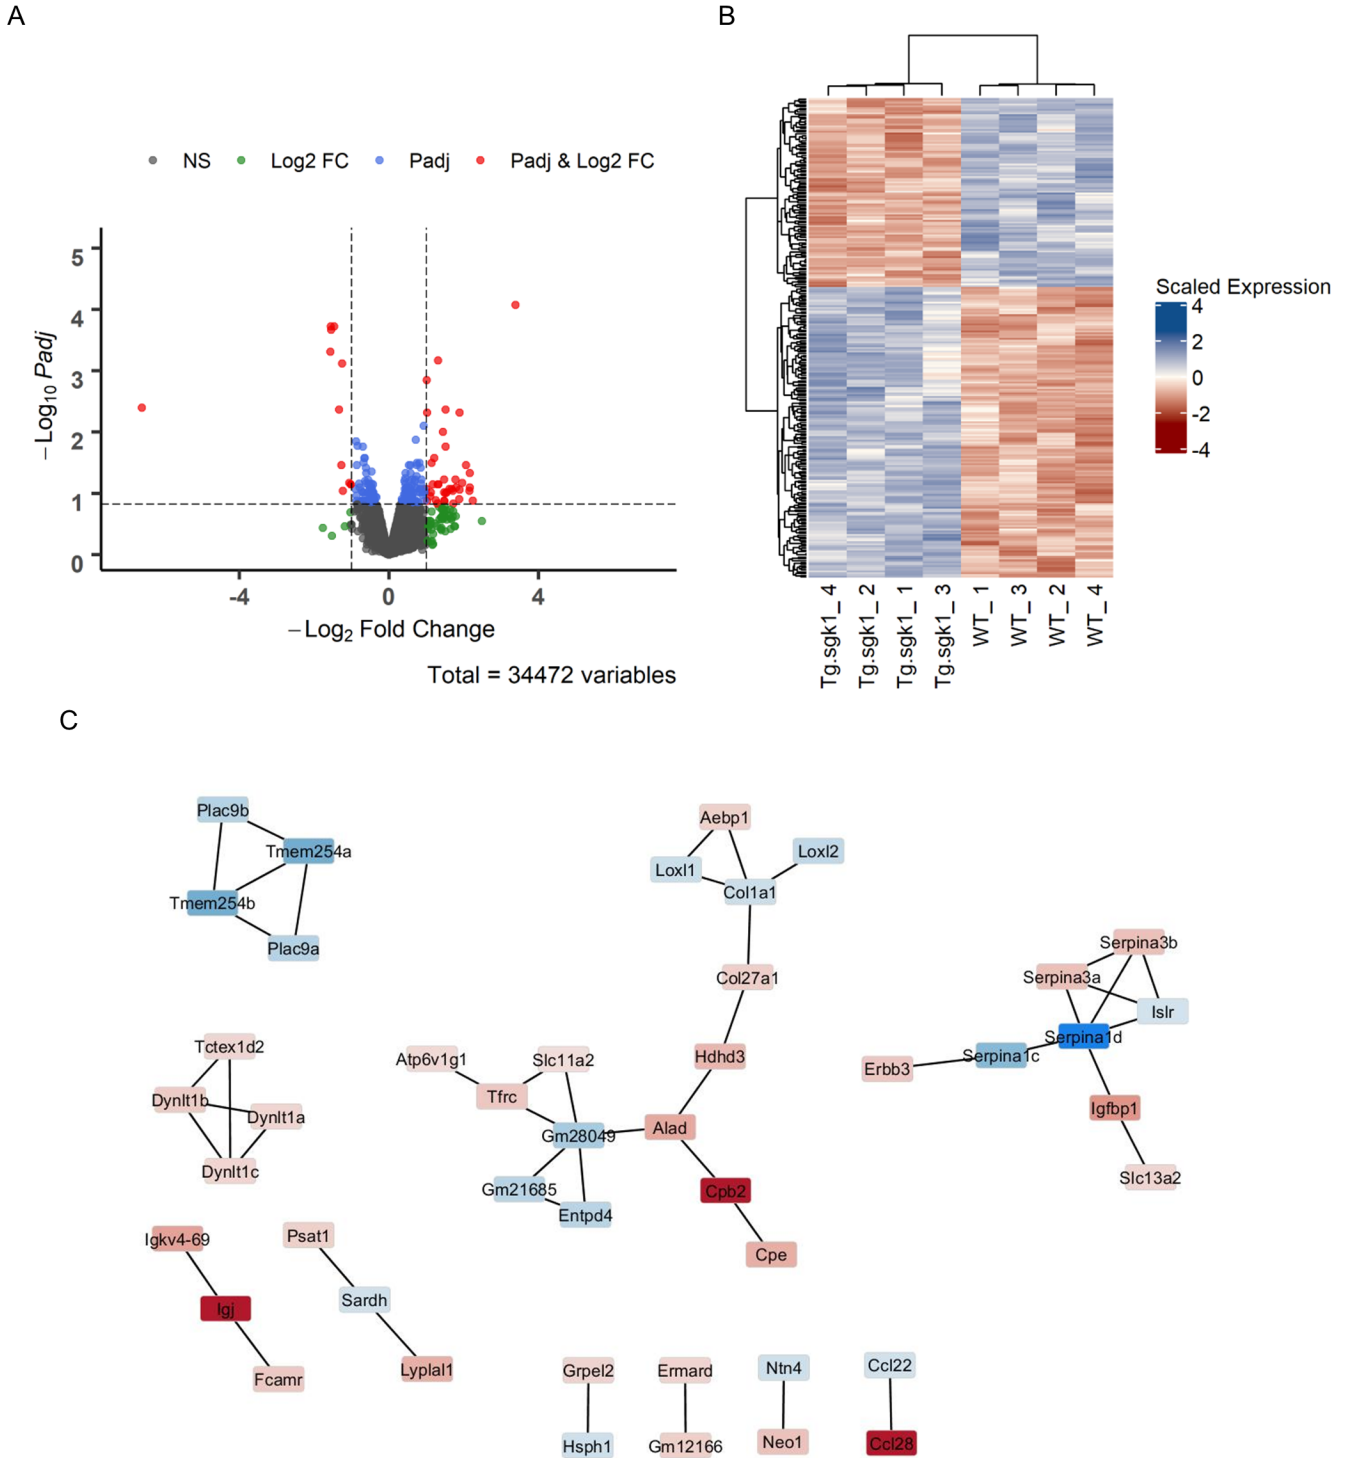 A
B
NS
Log2 FC
Padj
Padj & Log2 FC
5
4
3
2
1
0
−Log10 Padj
-4
0
4
−Log2 Fold Change
Total = 34472 variables
Scaled Expression
4
2
0
-2
-4
Tg.sgk1_4
Tg.sgk1_2
Tg.sgk1_1
Tg.sgk1_3
WT_1
WT_3
WT_2
WT_4
C
Plac9b
Tmem254a
Tmem254b
Plac9a
Aebp1
Loxl1
Loxl2
Col1a1
Col27a1
Hdhd3
Serpina3b
Serpina3a
Islr
Serpina1d
Serpina1c
Erbb3
Igfbp1
Slc13a2
Tctex1d2
Dynlt1b
Dynlt1a
Dynlt1c
Atp6v1g1
Slc11a2
Tfrc
Gm28049
Alad
Gm21685
Entpd4
Cpb2
Cpe
Igkv4-69
Igj
Fcamr
Psat1
Sardh
Lyplal1
Grpel2
Hsph1
Ermard
Gm12166
Ntn4
Neo1
Ccl22
Ccl28